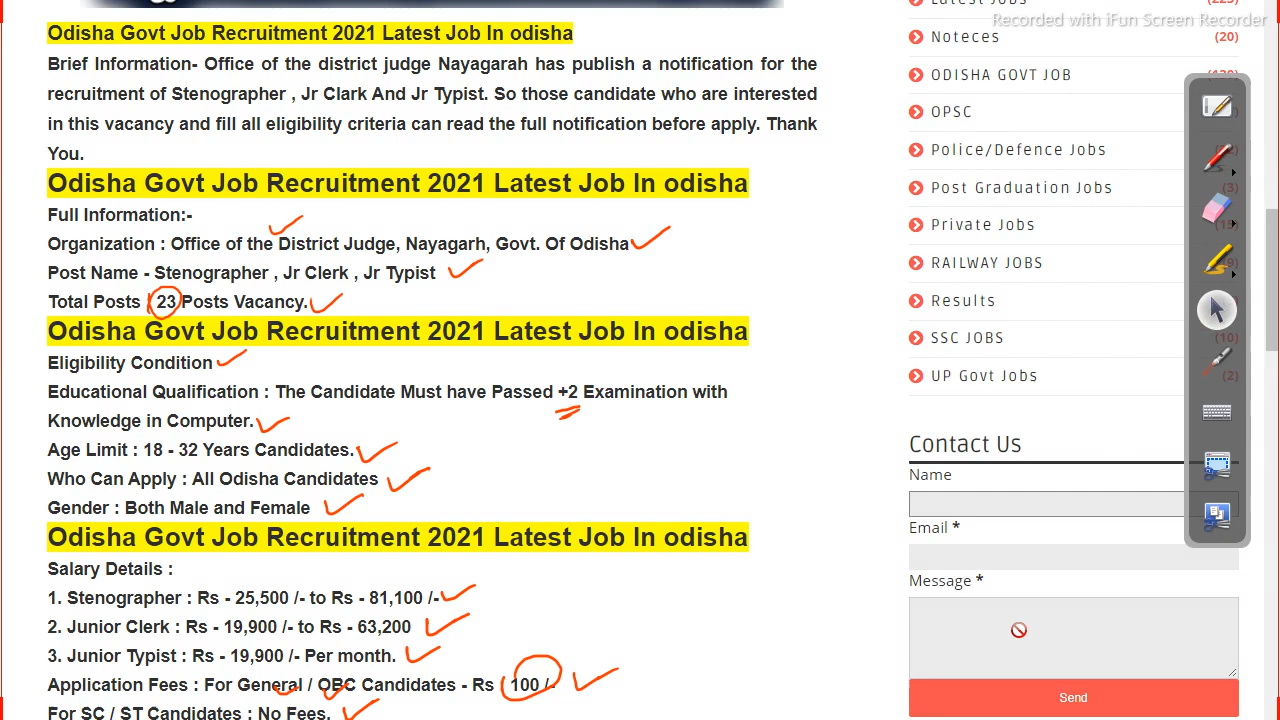 Odisha Govt Job Recruitment 2021 Latest Job In odisha
Brief Information- Office of the district judge Nayagarah has publish a notification for the
recruitment of Stenographer , Jr Clark And Jr Typist. So those candidate who are interested
in this vacancy and fill all eligibility criteria can read the full notification before apply. Thank
You.
Odisha Govt Job Recruitment 2021 Latest Job In odisha
Full Information:-
Organization : Office of the District Judge, Nayagarh, Govt. Of Odisha
Post Name - Stenographer , Jr Clerk , Jr Typist
Total Posts 23 Posts Vacancy.
Odisha Govt Job Recruitment 2021 Latest Job In odisha
Eligibility Condition
Educational Qualification : The Candidate Must have Passed +2 Examination with
Knowledge in Computer.
Age Limit : 18 - 32 Years Candidates.
Who Can Apply : All Odisha Candidates
Gender : Both Male and Female
Odisha Govt Job Recruitment 2021 Latest Job In odisha
Salary Details :
1. Stenographer : Rs - 25,500 /- to Rs - 81,100 /-
2. Junior Clerk : Rs - 19,900 /- to Rs - 63,200
3. Junior Typist : Rs - 19,900 /- Per month.
Application Fees : For General / OBC Candidates - Rs 100 /-
For SC / ST Candidates : No Fees.
Latest Jobs (225)
Recorded with iFun Screen Recorder
Noteces (20)
ODISHA GOVT JOB
OPSC
Police/Defence Jobs
Post Graduation Jobs (3)
Private Jobs
RAILWAY JOBS
Results
SSC JOBS (10)
UP Govt Jobs (2)
Contact Us
Name
Email *
Message *
Send